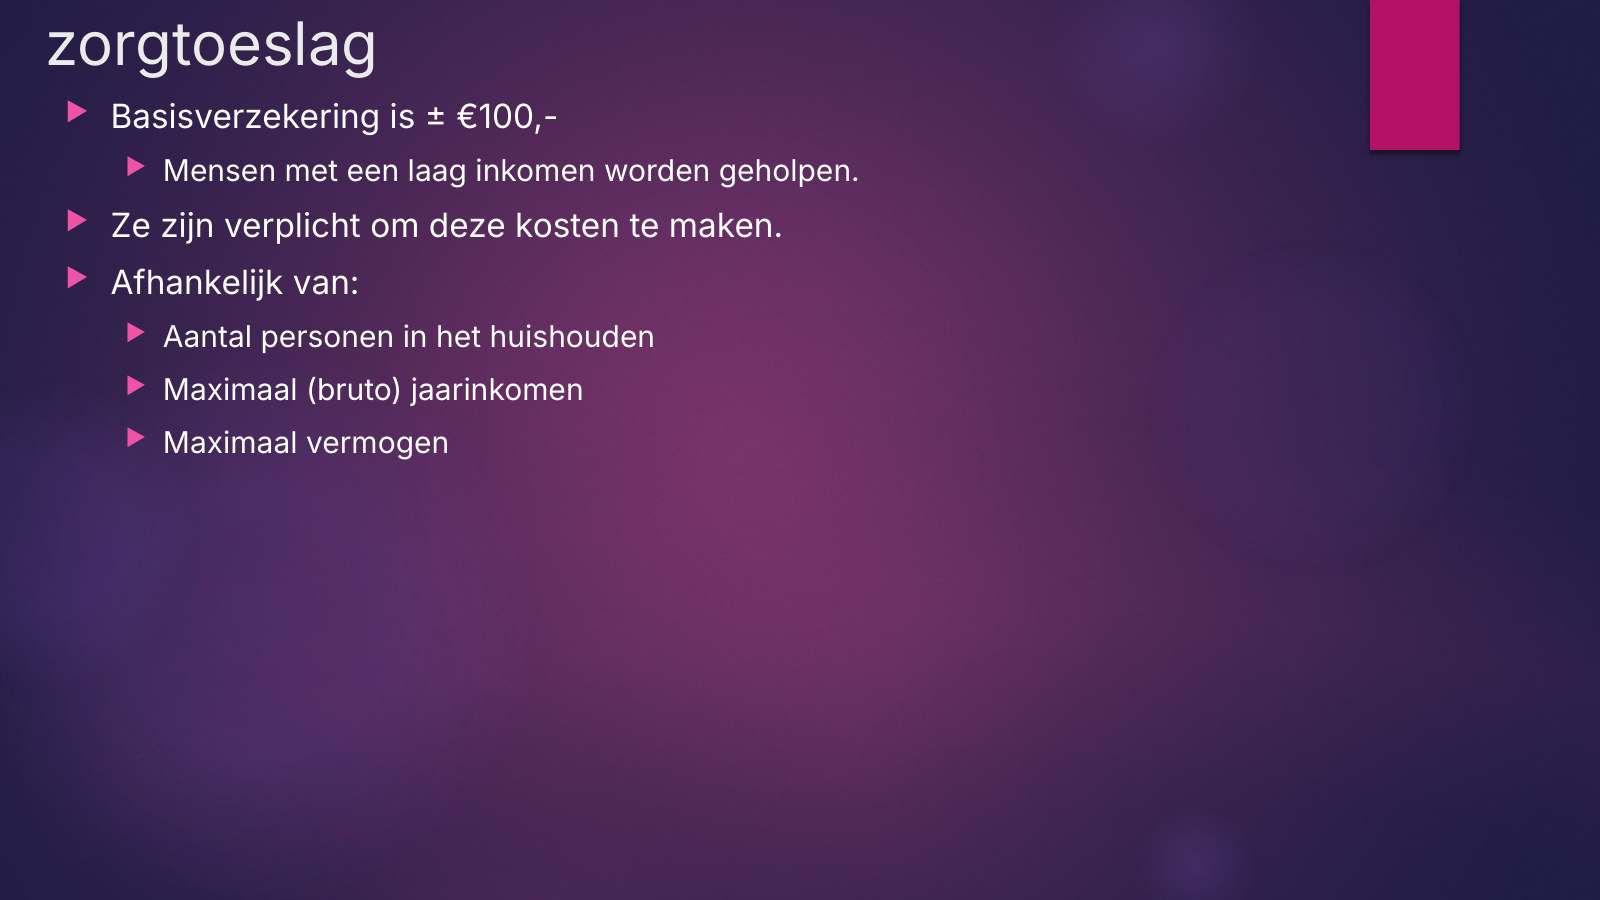 zorgtoeslag
Basisverzekering is ± €100,-
Mensen met een laag inkomen worden geholpen.
Ze zijn verplicht om deze kosten te maken.
Afhankelijk van:
Aantal personen in het huishouden
Maximaal (bruto) jaarinkomen
Maximaal vermogen